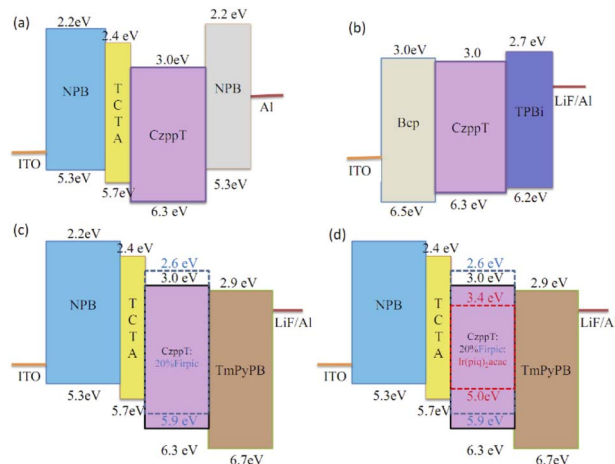 (a)
2.2eV
2.4 eV
3.0eV
2.2 eV
NPB
T
C
T
A
CzppT
NPB
Al
ITO
5.3eV
5.7eV
6.3 eV
5.3eV
(b)
3.0eV
3.0
2.7 eV
Bcp
CzppT
TPBi
LiF/Al
ITO
6.5eV
6.3 eV
6.2eV
(c)
2.2eV
2.4 eV
2.6 eV
3.0 eV
2.9 eV
NPB
T
C
T
A
CzppT:
20%Firpic
TmPyPB
LiF/Al
ITO
5.3eV
5.7eV
5.9 eV
6.3 eV
6.7eV
(d)
2.2eV
2.4 eV
2.6 eV
3.0 eV
3.4 eV
2.9 eV
NPB
T
C
T
A
CzppT:
20%Firpic:
Ir(piq)2acac
TmPyPB
LiF/A
ITO
5.3eV
5.7eV
5.0eV
5.9 eV
6.3 eV
6.7eV